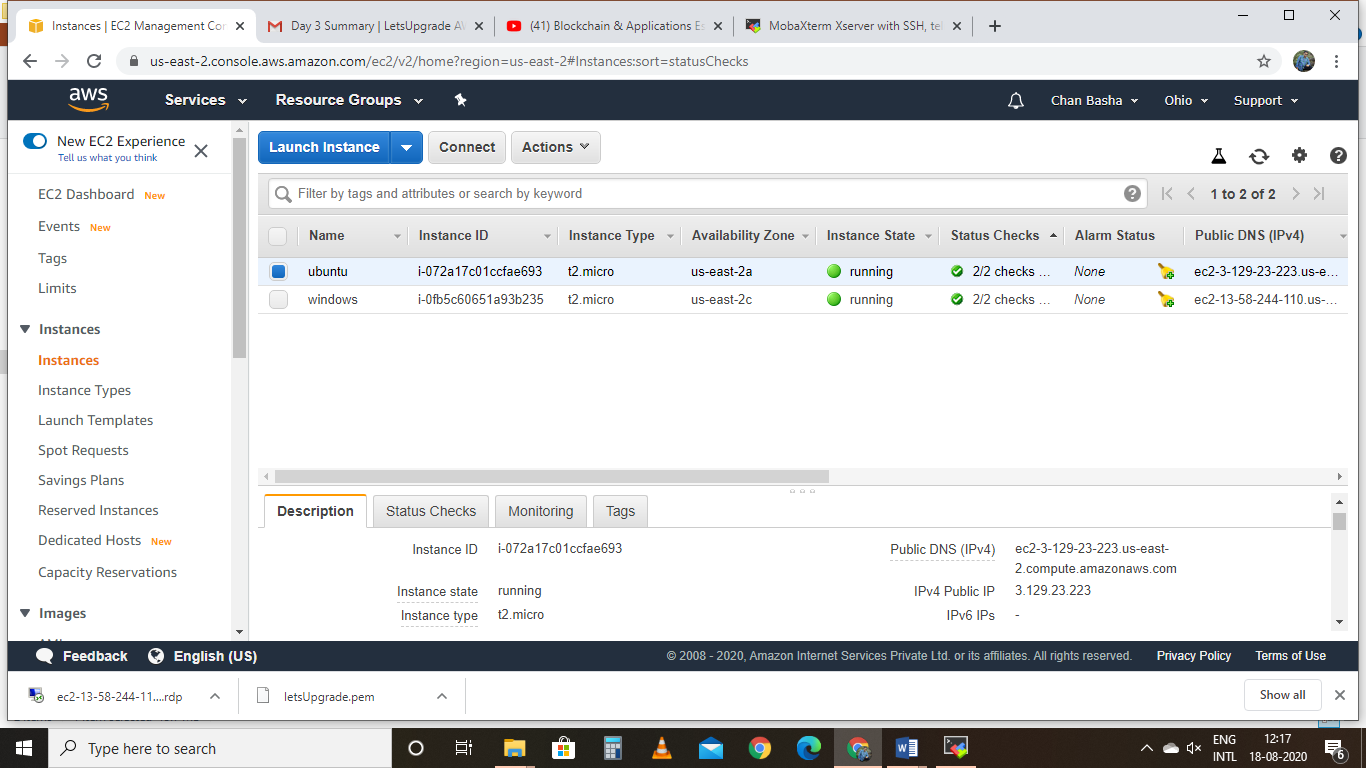 Instances | EC2 Management Con
Day 3 Summary | LetsUpgrade AW
(41) Blockchain & Applications Es
MobaXterm Xserver with SSH, tel
us-east-2.console.aws.amazon.com/ec2/v2/home?region=us-east-2#Instances:sort=statusChecks
aws
Services
Resource Groups
Chan Basha
Ohio
Support
New EC2 Experience
Tell us what you think
EC2 Dashboard New
Events New
Tags
Limits
Instances
Instances
Instance Types
Launch Templates
Spot Requests
Savings Plans
Reserved Instances
Dedicated Hosts New
Capacity Reservations
Images
Launch Instance
Connect
Actions
Filter by tags and attributes or search by keyword
1 to 2 of 2
Name Instance ID Instance Type Availability Zone Instance State Status Checks Alarm Status Public DNS (IPv4)
ubuntu i-072a17c01ccfae693 t2.micro us-east-2a running 2/2 checks ... None ec2-3-129-23-223.us-e...
windows i-0fb5c60651a93b235 t2.micro us-east-2c running 2/2 checks ... None ec2-13-58-244-110.us-...
Description
Status Checks
Monitoring
Tags
Instance ID i-072a17c01ccfae693
Instance state running
Instance type t2.micro
Public DNS (IPv4) ec2-3-129-23-223.us-east-
2.compute.amazonaws.com
IPv4 Public IP 3.129.23.223
IPv6 IPs -
Feedback
English (US)
© 2008 - 2020, Amazon Internet Services Private Ltd. or its affiliates. All rights reserved.
Privacy Policy
Terms of Use
ec2-13-58-244-11....rdp
letsUpgrade.pem
Show all
Type here to search
ENG
INTL
12:17
18-08-2020
6